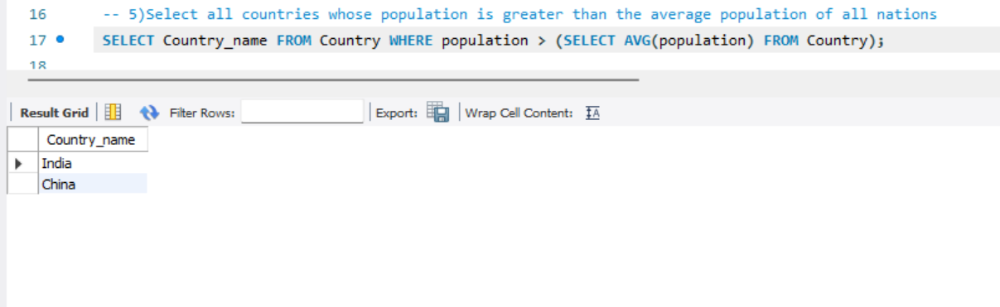 16 -- 5)Select all countries whose population is greater than the average population of all nations
17 SELECT Country_name FROM Country WHERE population > (SELECT AVG(population) FROM Country);
18
Result Grid Filter Rows: Export: Wrap Cell Content: IA
Country_name
India
China